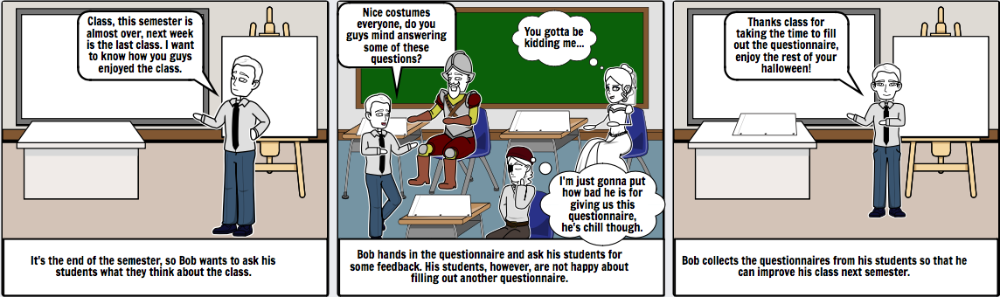 Class, this semester is
almost over, next week
is the last class. I want
to know how you guys
enjoyed the class.
It's the end of the semester, so Bob wants to ask his
students what they think about the class.
Nice costumes
everyone, do you
guys mind answering
some of these
questions?
You gotta be
kidding me...
I'm just gonna put
how bad he is for
giving us this
questionnaire,
he's chill though.
Bob hands in the questionnaire and ask his students for
some feedback. His students, however, are not happy about
filling out another questionnaire.
Thanks class for
taking the time to fill
out the questionnaire,
enjoy the rest of your
halloween!
Bob collects the questionnaires from his students so that he
can improve his class next semester.